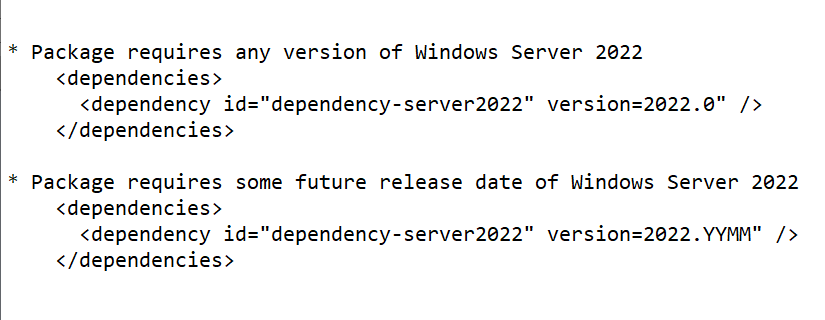 * Package requires any version of Windows Server 2022
<dependencies>
<dependency id="dependency-server2022" version=2022.0" />
</dependencies>
* Package requires some future release date of Windows Server 2022
<dependencies>
<dependency id="dependency-server2022" version=2022.YYMM" />
</dependencies>